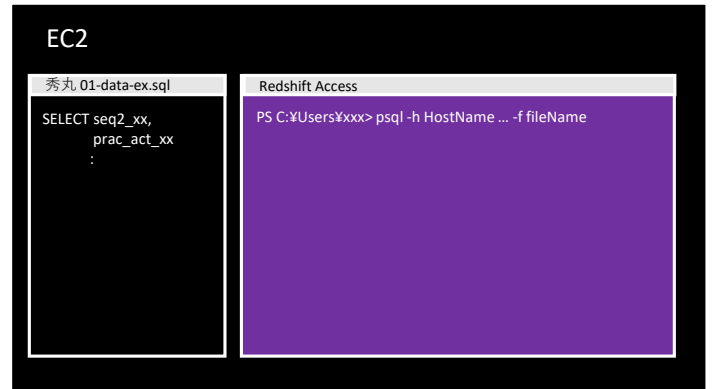 EC2
秀丸 01-data-ex.sql
SELECT seq2_xx,
prac_act_xx
:
Redshift Access
PS C:¥Users¥xxx> psql -h HostName … -f fileName